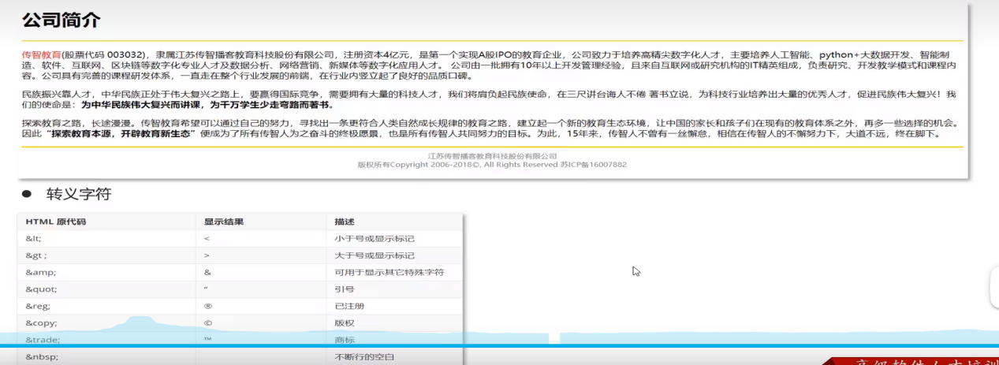 公司简介
传智教育(股票代码 003032)，隶属江苏传智播客教育科技股份有限公司，注册资本4亿元，是第一个实现A股IPO的教育企业，公司致力于培养高精尖数字化人才，主要培养人工智能、python+大数据开发、智能制
造、软件、互联网、区块链等数字化专业人才及数据分析、网络营销、新媒体等数字化应用人才。 公司由一批拥有10年以上开发管理经验，且来自互联网或研究机构的IT精英组成，负责研究、开发教学模式和课程内
容。公司具有完善的课程研发体系，一直走在整个行业发展的前端，在行业内竖立起了良好的品质口碑。
民族振兴靠人才，中华民族正处于伟大复兴之路上，要赢得国际竞争，需要拥有大量的科技人才，我们将肩负起民族使命，在三尺讲台诲人不倦 著书立说，为科技行业培养出大量的优秀人才，促进民族伟大复兴！我
们的使命是：为中华民族伟大复兴而讲课，为千万学生少走弯路而著书。
探索教育之路，长途漫漫。传智教育希望可以通过自己的努力，寻找出一条更符合人类自然成长规律的教育之路，建立起一个新的教育生态环境，让中国的家长和孩子们在现有的教育体系之外，再多一些选择的机会。
因此“探索教育本源，开辟教育新生态”便成为了所有传智人为之奋斗的终极愿景，也是所有传智人共同努力的目标。为此，15年来，传智人不曾有一丝懈怠，相信在传智人的不懈努力下，大道不远，终在脚下。
江苏传智播客教育科技股份有限公司
版权所有Copyright 2006-2018©, All Rights Reserved 苏ICP备16007882
● 转义字符
HTML 原代码 显示结果 描述
&lt; < 小于号或显示标记
&gt ; > 大于号或显示标记
&amp; & 可用于显示其它特殊字符
&quot; “ 引号
&reg; ® 已注册
&copy; © 版权
&trade; ™ 商标
&nbsp; 不断行的空白
高级软件人才培训